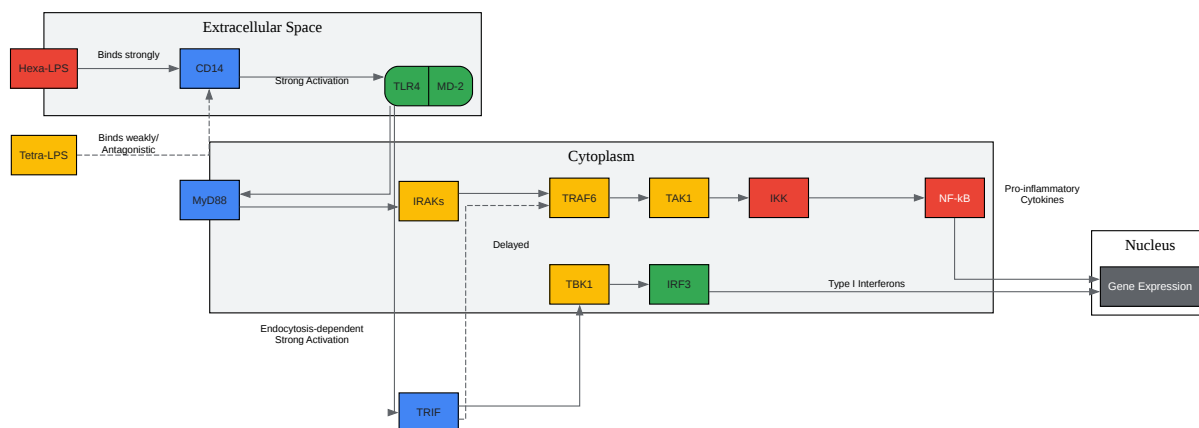 Extracellular Space
Hexa-LPS
Binds strongly
CD14
Strong Activation
TLR4
MD-2
Tetra-LPS
Binds weakly/
Antagonistic
Cytoplasm
MyD88
IRAKs
TRAF6
TAK1
IKK
NF-kB
Pro-inflammatory
Cytokines
Delayed
Nucleus
TBK1
IRF3
Type I Interferons
Gene Expression
Endocytosis-dependent
Strong Activation
TRIF